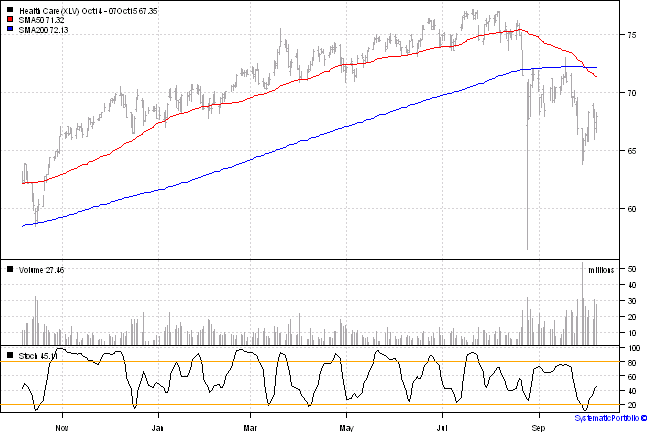 Health Care (XLV) Oct14 - 07Oct15 67.35
SMA50 71.32
SMA200 72.13
75
70
65
60
Volume 27.46
millions
50
40
30
20
10
Stoch 45.11
80
60
40
20
Nov Jan Mar May Jul Sep
SystematicPortfolio ©